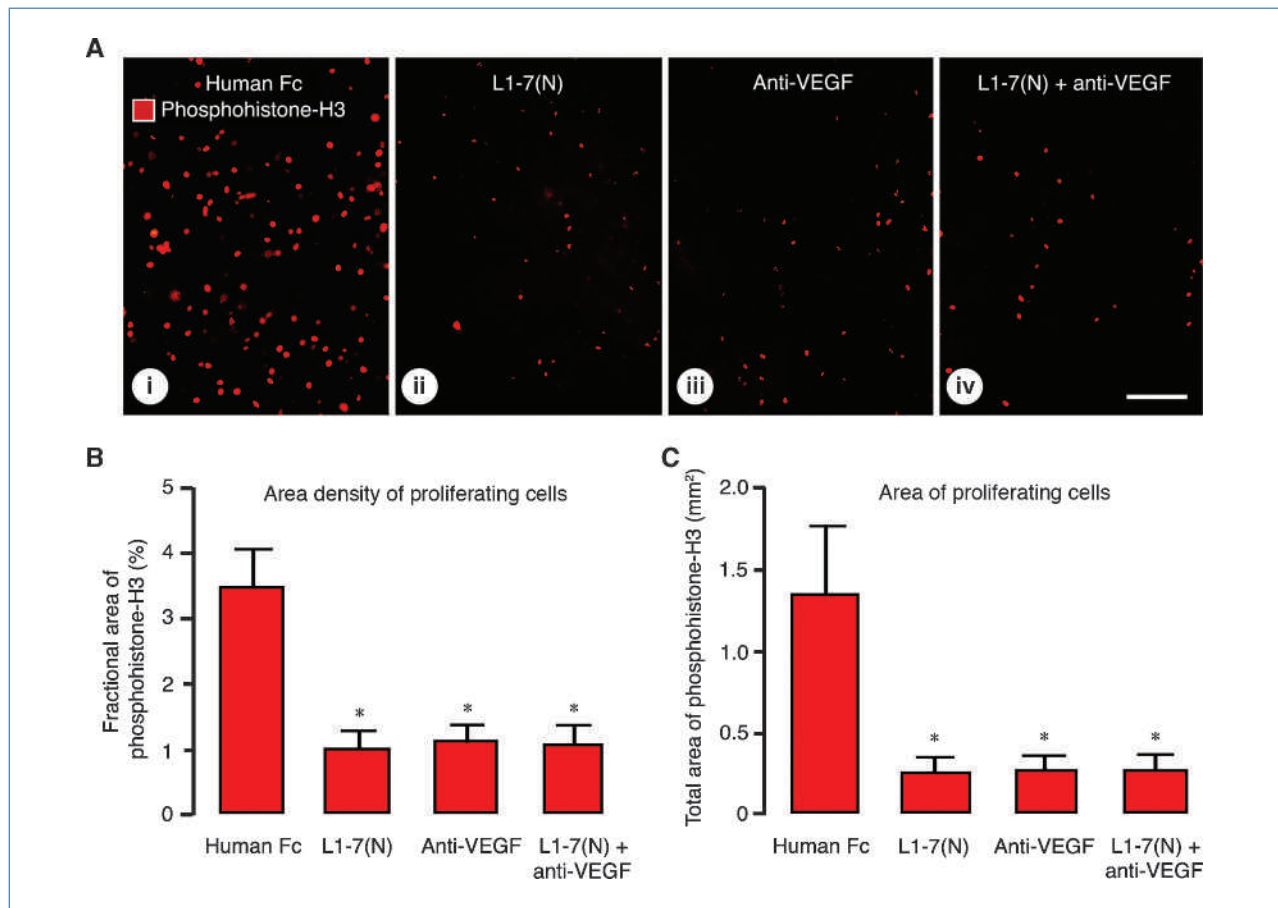 A
Human Fc
Phosphohistone-H3
L1-7(N)
Anti-VEGF
L1-7(N) + anti-VEGF
i
ii
iii
iv
B
Area density of proliferating cells
Fractional area of
phosphohistone-H3 (%)
5
4
3
2
1
0
*
*
*
Human Fc
L1-7(N)
Anti-VEGF
L1-7(N) +
anti-VEGF
C
Area of proliferating cells
Total area of phosphohistone-H3 (mm²)
2.0
1.5
1.0
0.5
0
*
*
*
Human Fc
L1-7(N)
Anti-VEGF
L1-7(N) +
anti-VEGF